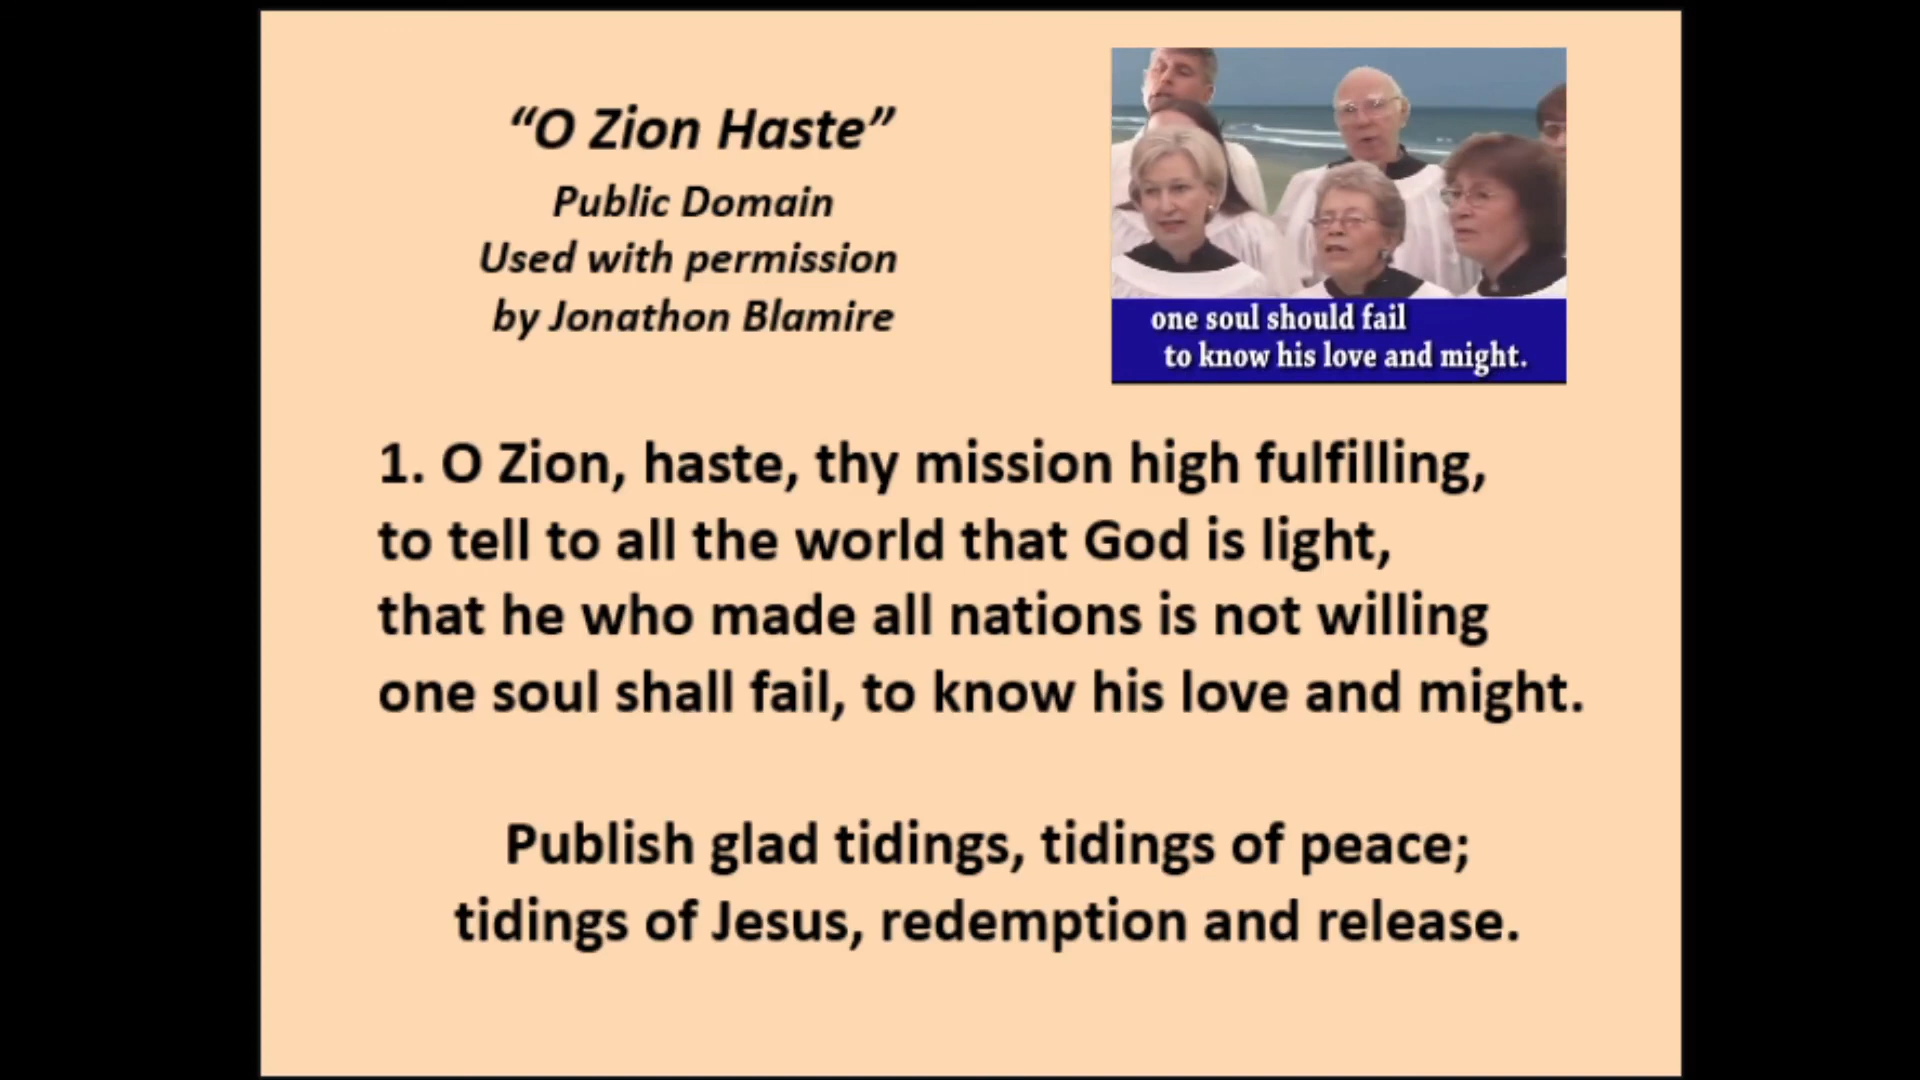 “O Zion Haste”
Public Domain
Used with permission
by Jonathon Blamire
one soul should fail
to know his love and might.
1. O Zion, haste, thy mission high fulfilling,
to tell to all the world that God is light,
that he who made all nations is not willing
one soul shall fail, to know his love and might.
Publish glad tidings, tidings of peace;
tidings of Jesus, redemption and release.